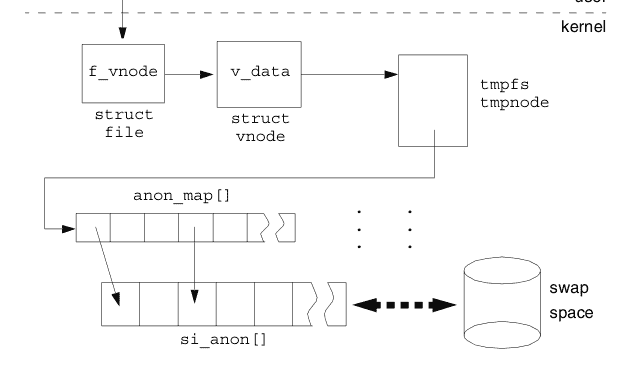 kernel
f_vnode
v_data
struct
file
struct
vnode
tmpfs
tmpnode
anon_map[]
si_anon[]
swap
space